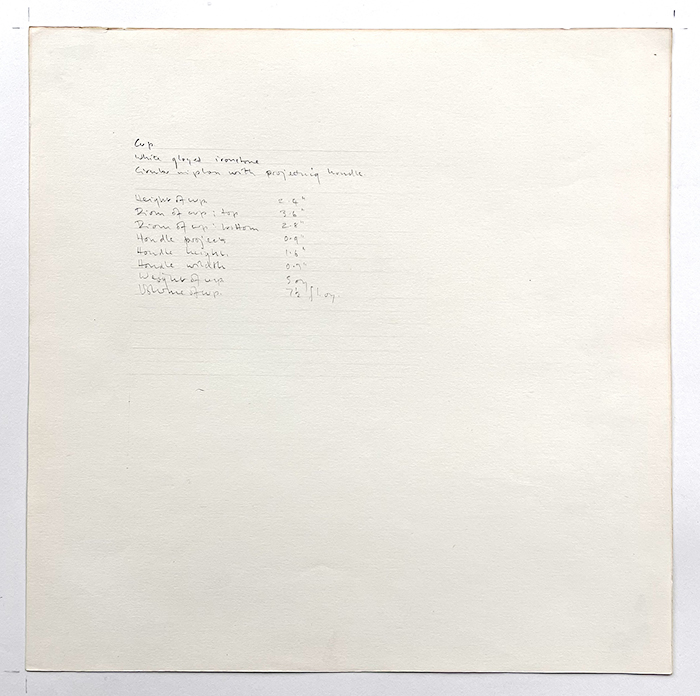 Cup
White glazed ironstone
Circular in plan with projecting handle
Height of cup 2.6"
Diam of cup: top 3.6"
Diam of cup: bottom 2.8"
Handle projects 0.9"
Handle height 1.6"
Handle width 0.7"
Weight of cup 5 oz
Volume of cup 7½ fl oz.